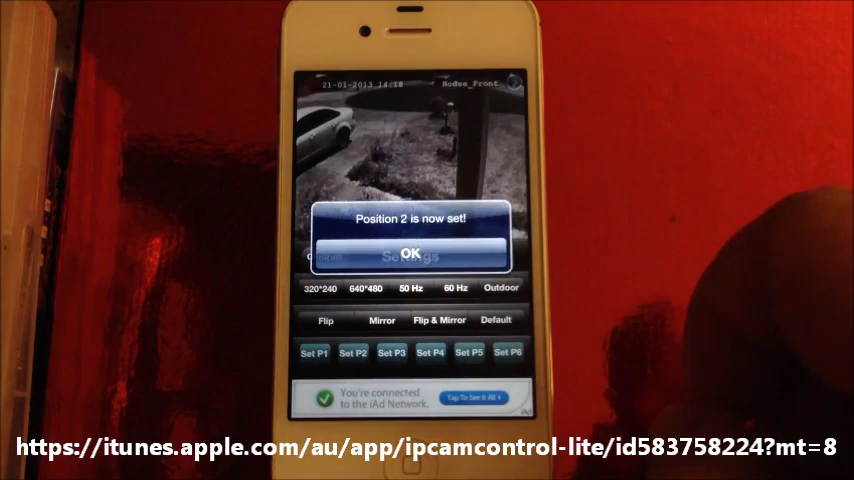 21-01-2013 14:18 House_Front
Position 2 is now set!
OK
Settings
320*240 640*480 50 Hz 60 Hz Outdoor
Flip Mirror Flip & Mirror Default
Set P1 Set P2 Set P3 Set P4 Set P5 Set P6
You're connected
to the iAd Network.
Tap To See It All
iAd
https://itunes.apple.com/au/app/ipcamcontrol-lite/id583758224?mt=8